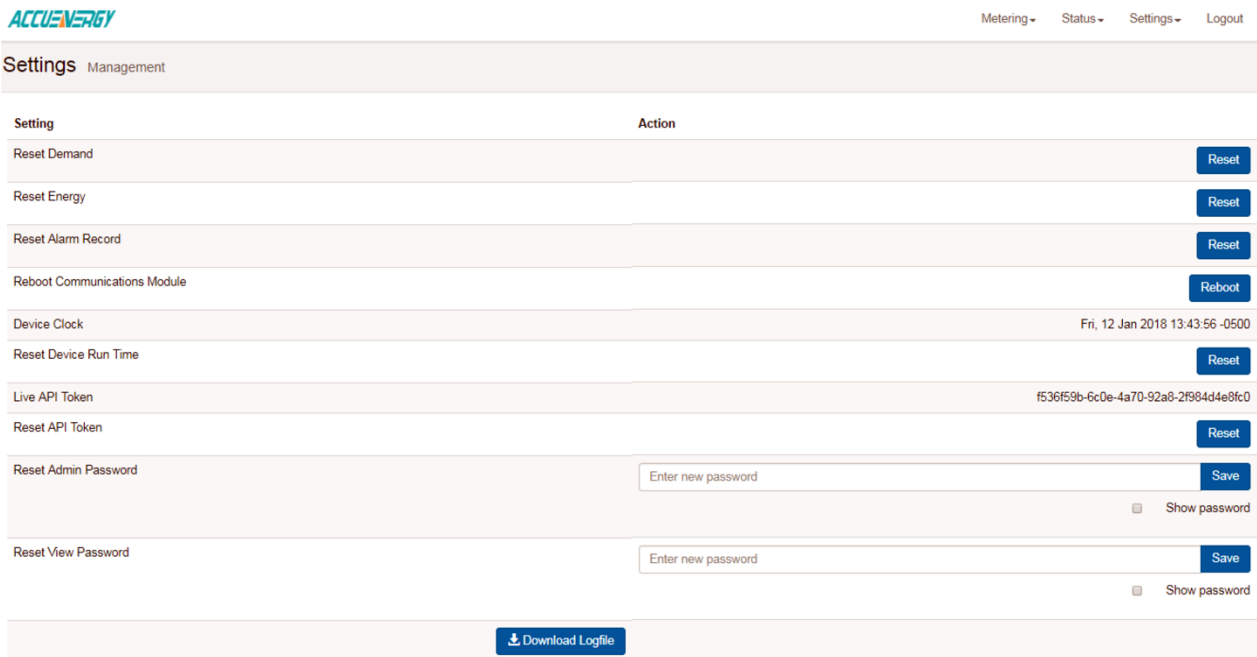 ACCUENERGY
Metering Status Settings Logout
Settings Management
Setting Action
Reset Demand Reset
Reset Energy Reset
Reset Alarm Record Reset
Reboot Communications Module Reboot
Device Clock Fri, 12 Jan 2018 13:43:56 -0500
Reset Device Run Time Reset
Live API Token f536f59b-6c0e-4a70-92a8-2f984d4e8fc0
Reset API Token Reset
Reset Admin Password Enter new password Save
Show password
Reset View Password Enter new password Save
Show password
Download Logfile